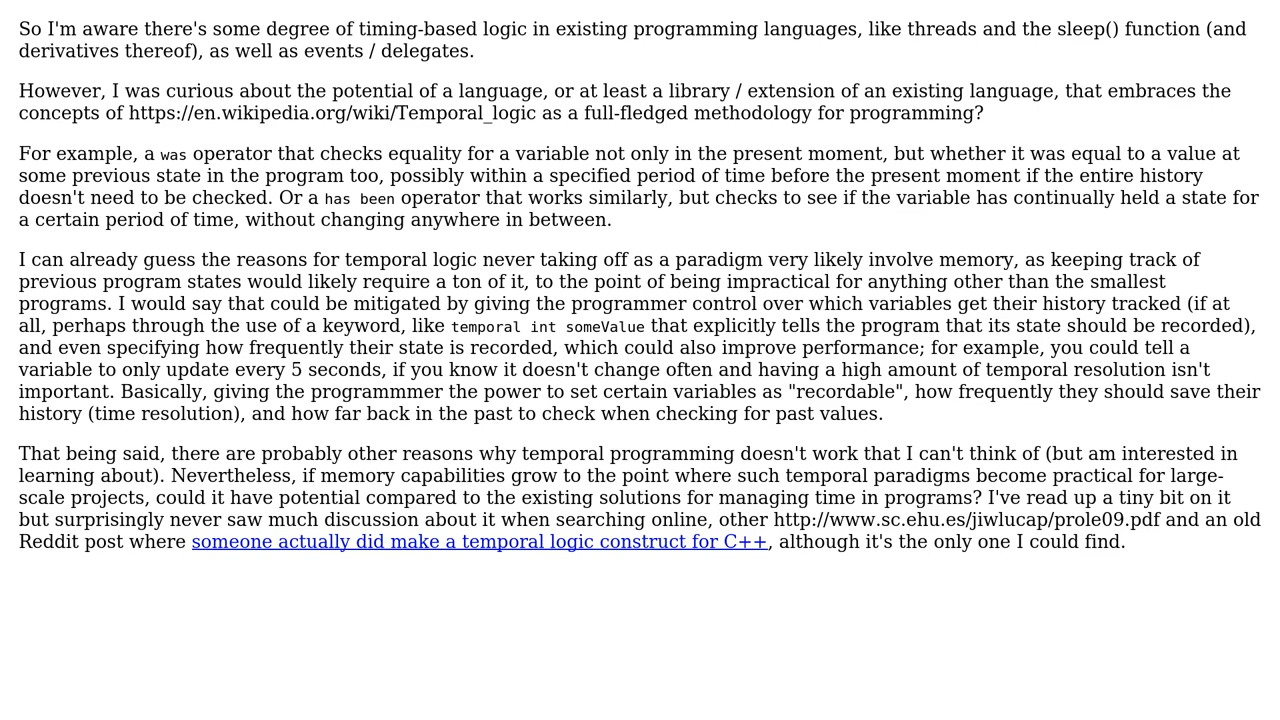 So I'm aware there's some degree of timing-based logic in existing programming languages, like threads and the sleep() function (and
derivatives thereof), as well as events / delegates.
However, I was curious about the potential of a language, or at least a library / extension of an existing language, that embraces the
concepts of https://en.wikipedia.org/wiki/Temporal_logic as a full-fledged methodology for programming?
For example, a was operator that checks equality for a variable not only in the present moment, but whether it was equal to a value at
some previous state in the program too, possibly within a specified period of time before the present moment if the entire history
doesn't need to be checked. Or a has been operator that works similarly, but checks to see if the variable has continually held a state for
a certain period of time, without changing anywhere in between.
I can already guess the reasons for temporal logic never taking off as a paradigm very likely involve memory, as keeping track of
previous program states would likely require a ton of it, to the point of being impractical for anything other than the smallest
programs. I would say that could be mitigated by giving the programmer control over which variables get their history tracked (if at
all, perhaps through the use of a keyword, like temporal int someValue that explicitly tells the program that its state should be recorded),
and even specifying how frequently their state is recorded, which could also improve performance; for example, you could tell a
variable to only update every 5 seconds, if you know it doesn't change often and having a high amount of temporal resolution isn't
important. Basically, giving the programmmer the power to set certain variables as "recordable", how frequently they should save their
history (time resolution), and how far back in the past to check when checking for past values.
That being said, there are probably other reasons why temporal programming doesn't work that I can't think of (but am interested in
learning about). Nevertheless, if memory capabilities grow to the point where such temporal paradigms become practical for large-
scale projects, could it have potential compared to the existing solutions for managing time in programs? I've read up a tiny bit on it
but surprisingly never saw much discussion about it when searching online, other http://www.sc.ehu.es/jiwlucap/prole09.pdf and an old
Reddit post where someone actually did make a temporal logic construct for C++, although it's the only one I could find.